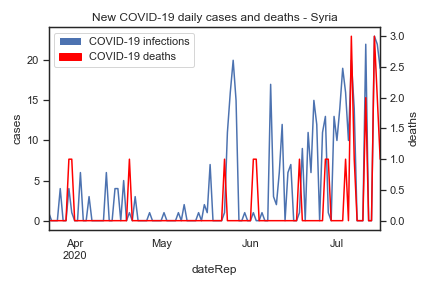 New COVID-19 daily cases and deaths - Syria
COVID-19 infections
COVID-19 deaths
20
15
10
5
0
cases
3.0
2.5
2.0
1.5
1.0
0.5
0.0
deaths
Apr
2020
May
Jun
Jul
dateRep